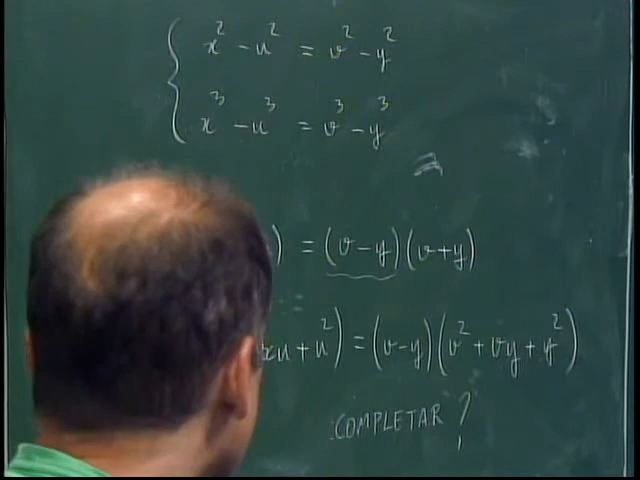 x² - u² = v² - y²
x³ - u³ = v³ - y³
) = (v-y)(v+y)
xu + u²) = (v-y)(v² + vy + y²)
COMPLETAR ?